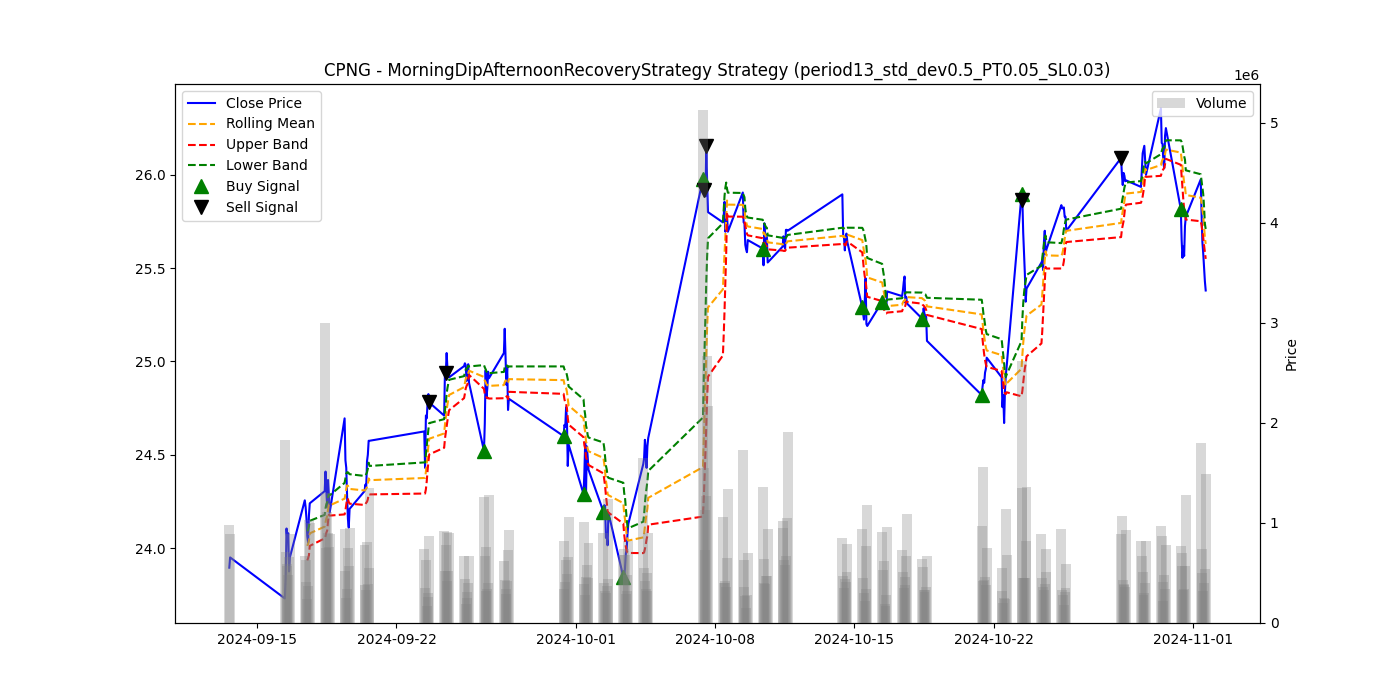 CPNG - MorningDipAfternoonRecoveryStrategy Strategy (period13_std_dev0.5_PT0.05_SL0.03)
1e6
Close Price
Rolling Mean
Upper Band
Lower Band
Buy Signal
Sell Signal
Volume
26.0
25.5
25.0
24.5
24.0
5
4
3
2
1
0
Price
2024-09-15
2024-09-22
2024-10-01
2024-10-08
2024-10-15
2024-10-22
2024-11-01